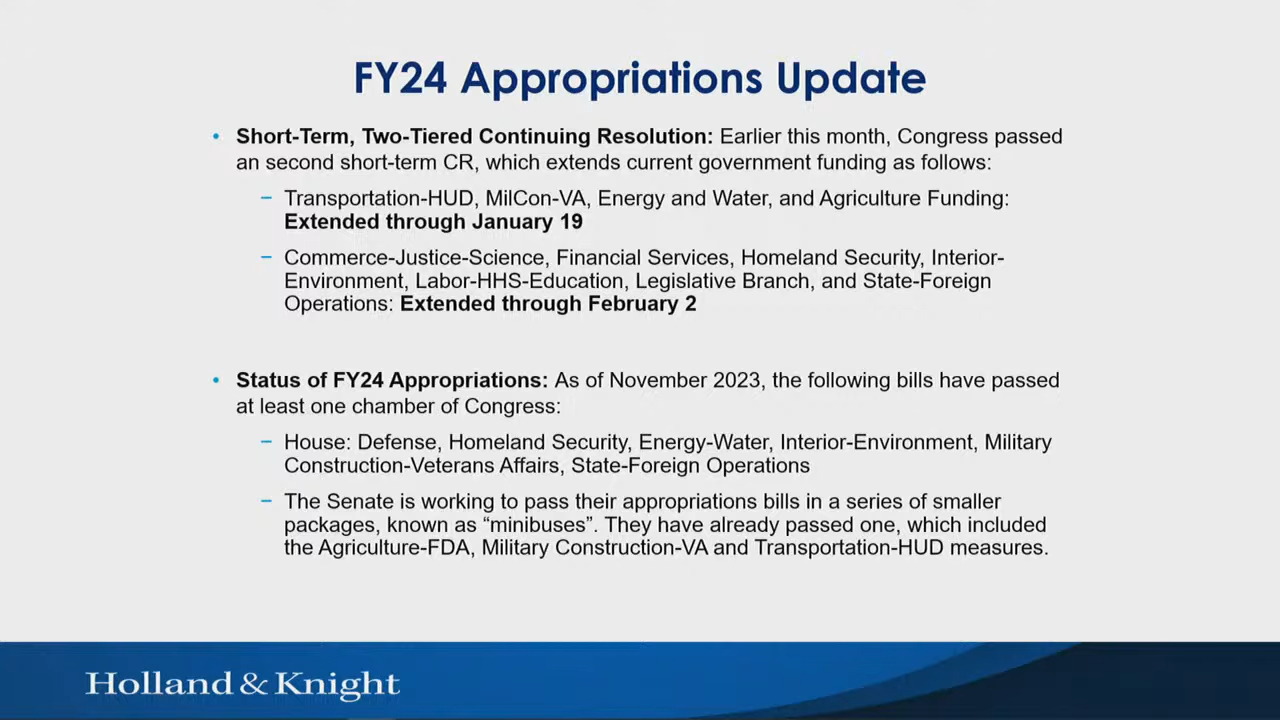 FY24 Appropriations Update
• Short-Term, Two-Tiered Continuing Resolution: Earlier this month, Congress passed
an second short-term CR, which extends current government funding as follows:
− Transportation-HUD, MilCon-VA, Energy and Water, and Agriculture Funding:
Extended through January 19
− Commerce-Justice-Science, Financial Services, Homeland Security, Interior-
Environment, Labor-HHS-Education, Legislative Branch, and State-Foreign
Operations: Extended through February 2
• Status of FY24 Appropriations: As of November 2023, the following bills have passed
at least one chamber of Congress:
− House: Defense, Homeland Security, Energy-Water, Interior-Environment, Military
Construction-Veterans Affairs, State-Foreign Operations
− The Senate is working to pass their appropriations bills in a series of smaller
packages, known as “minibuses”. They have already passed one, which included
the Agriculture-FDA, Military Construction-VA and Transportation-HUD measures.
Holland & Knight